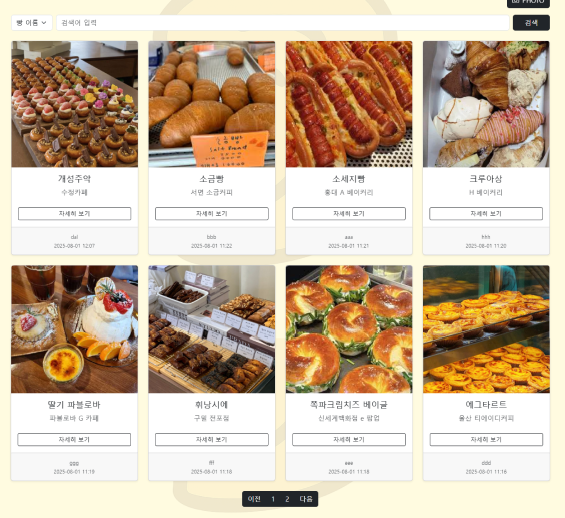 PHOTO
빵 이름
검색어 입력
검색
개성주악
수정카페
자세히 보기
dal
2025-08-01 12:07
소금빵
서면 소금커피
자세히 보기
bbb
2025-08-01 11:22
소세지빵
홍대 A 베이커리
자세히 보기
aaa
2025-08-01 11:21
크루아상
H 베이커리
자세히 보기
hhh
2025-08-01 11:20
딸기 파블로바
파블로바 G 카페
자세히 보기
ggg
2025-08-01 11:19
휘낭시에
구월 전포점
자세히 보기
fff
2025-08-01 11:18
쪽파크림치즈 베이글
신세계백화점 e 팝업
자세히 보기
eee
2025-08-01 11:18
에그타르트
울산 티에이디커피
자세히 보기
ddd
2025-08-01 11:16
이전
1
2
다음